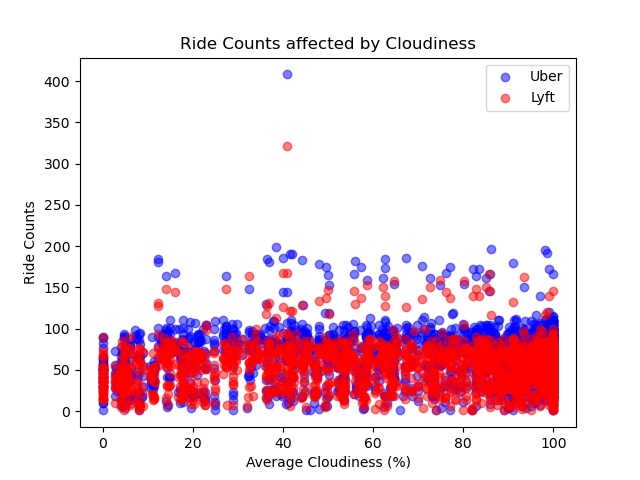 Ride Counts affected by Cloudiness
Uber
Lyft
400
350
300
250
200
150
100
50
0
Ride Counts
0 20 40 60 80 100
Average Cloudiness (%)